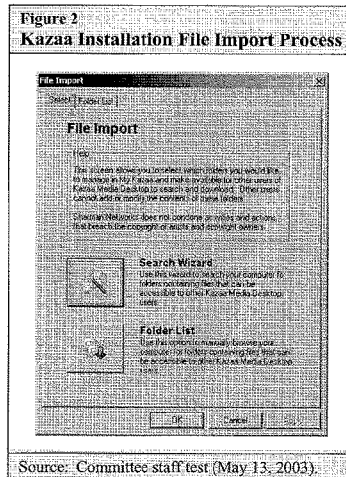 Figure 2
Kazaa Installation File Import Process
File Import
Select Folder List
File Import
Help
This screen allows you to select which folders you would like
to manage in My Kazaa and make available for other users of
Kazaa Media Desktop to search and download. Other users
cannot add or modify the contents of these folders.
Sharman Networks does not condone activities and actions
that breach the copyright of artists and copyright owners.
Search Wizard
Use this wizard to search your computer for
folders containing files that can be
accessible to other Kazaa Media Desktop
users.
Folder List
Use this option to manually browse your
computer for folders containing files that can
be accessible to other Kazaa Media Desktop
users.
OK Cancel
Source: Committee staff test (May 13, 2003).